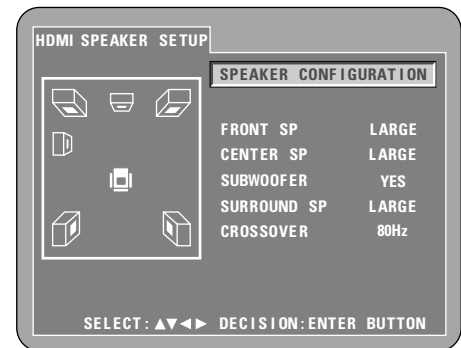 HDMI SPEAKER SETUP
SPEAKER CONFIGURATION
FRONT SP LARGE
CENTER SP LARGE
SUBWOOFER YES
SURROUND SP LARGE
CROSSOVER 80Hz
SELECT:▲▼◀▶ DECISION:ENTER BUTTON